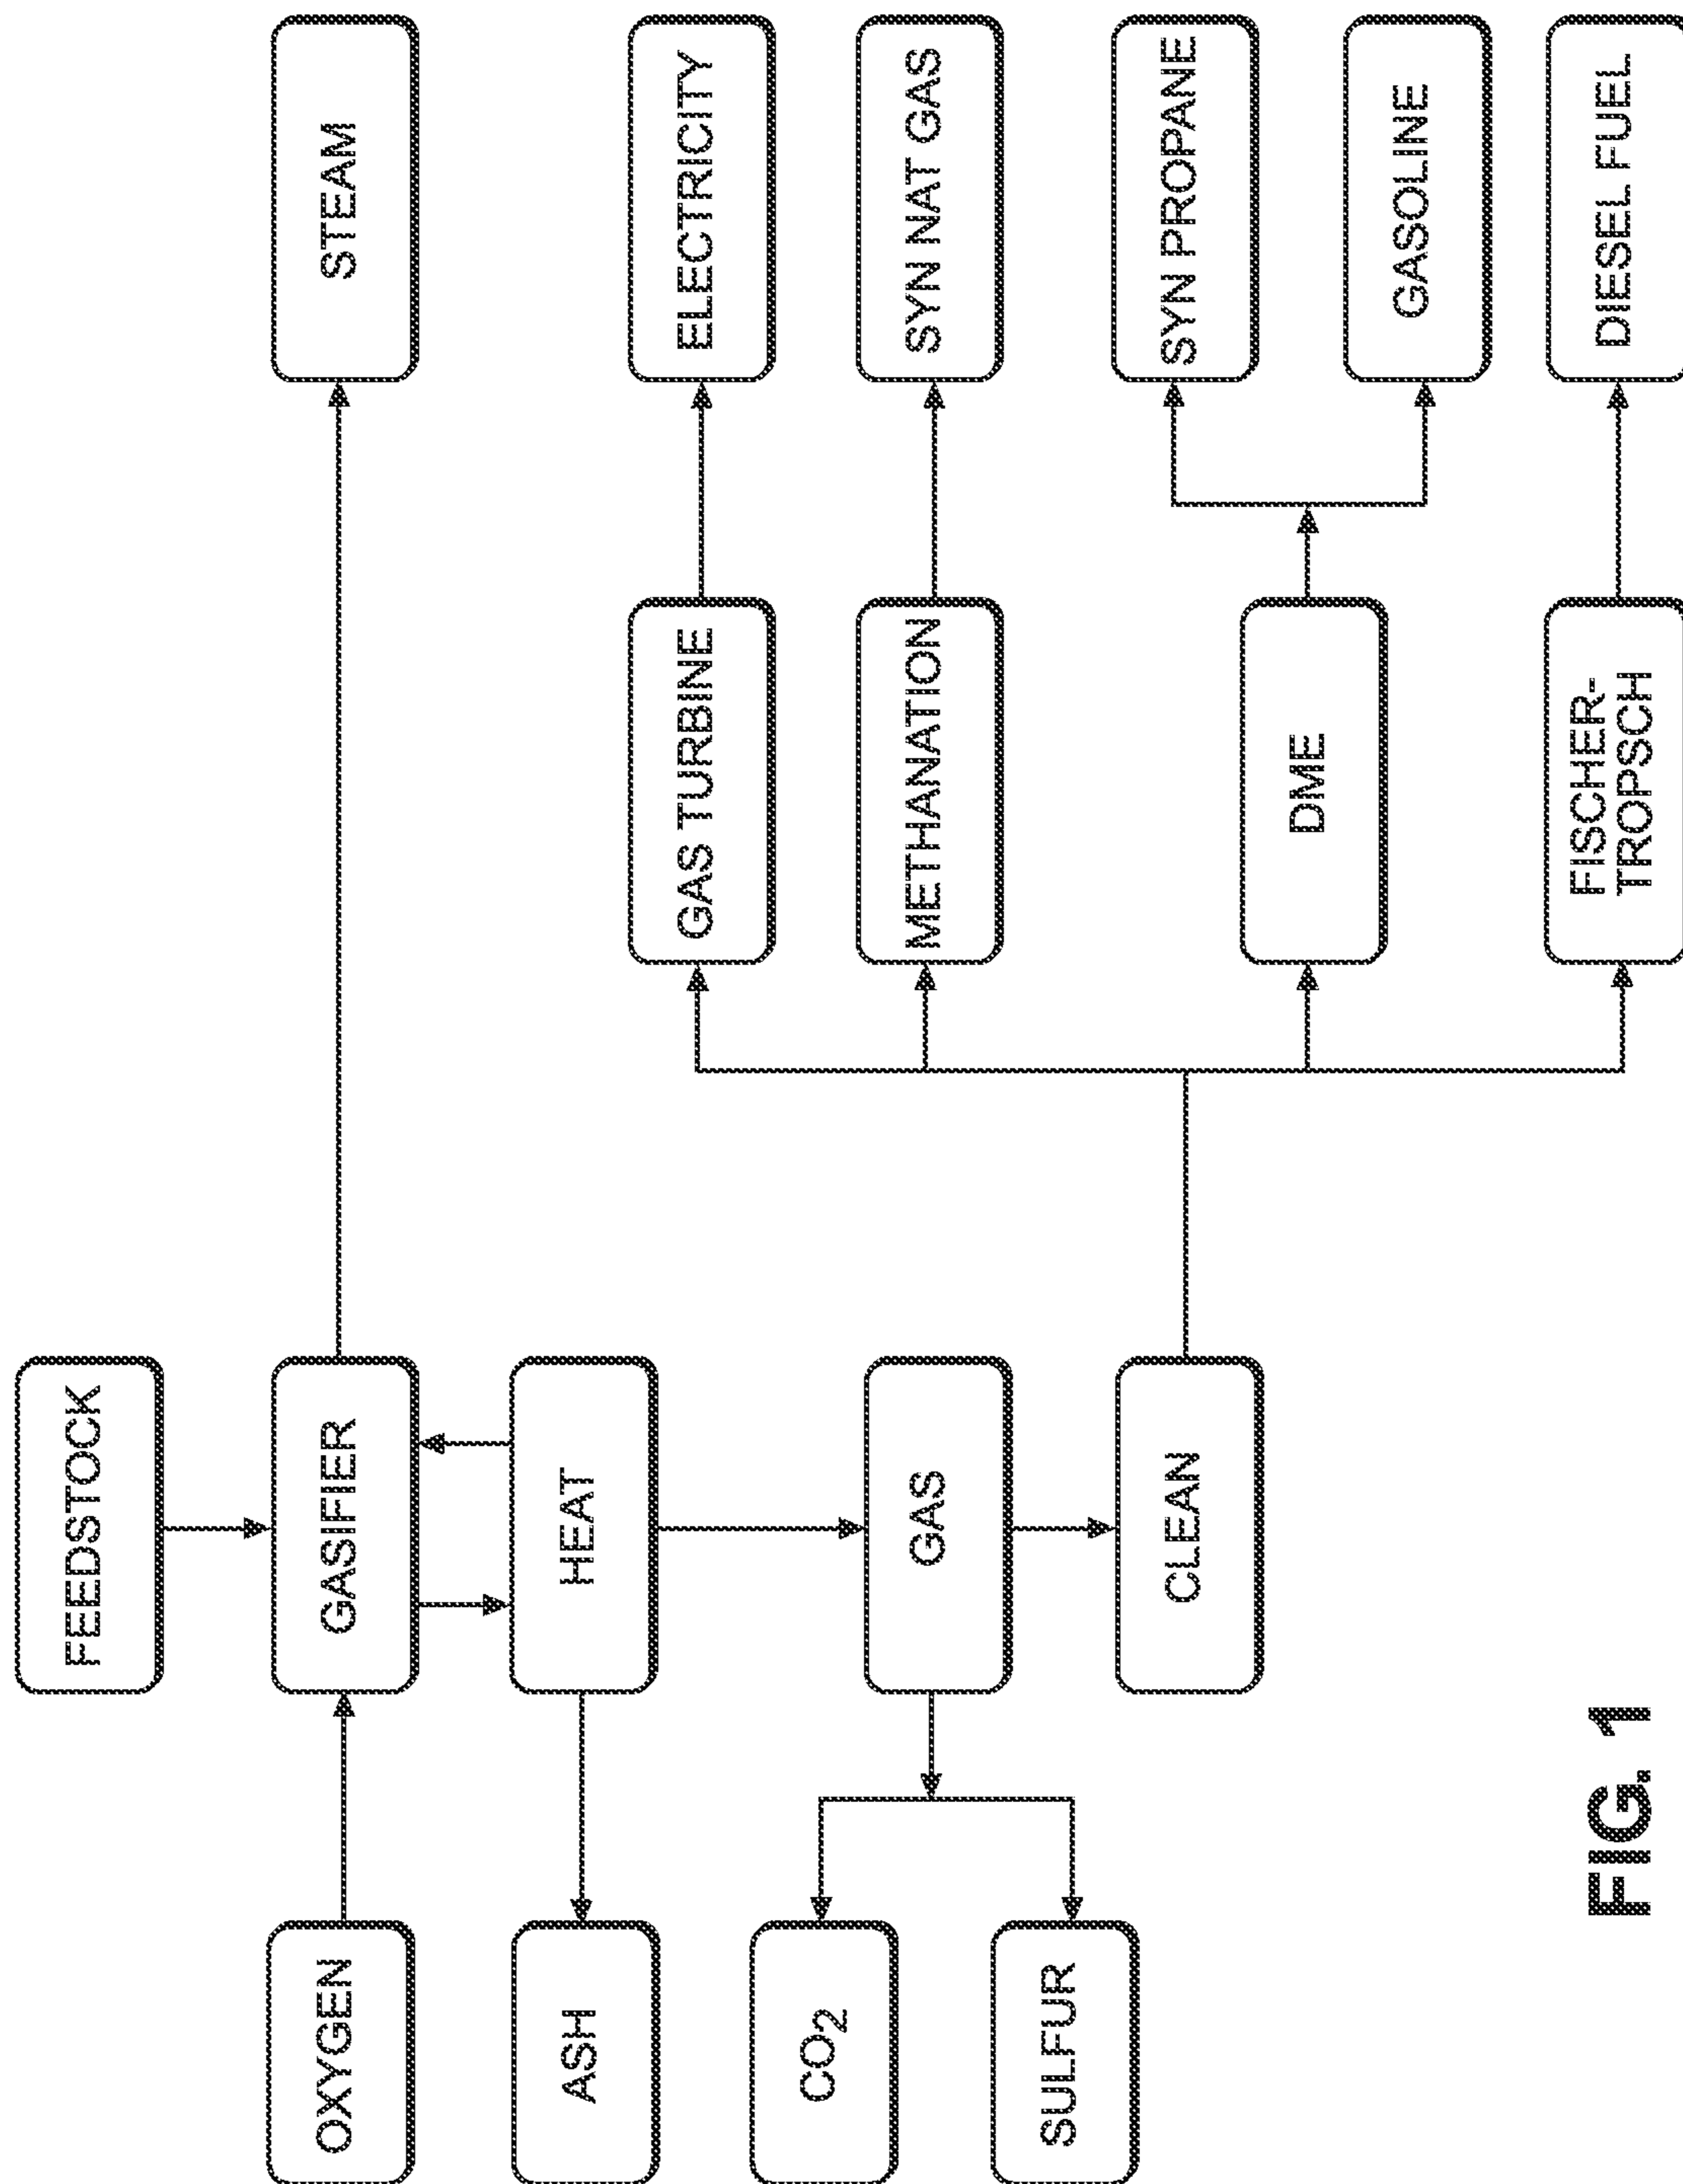 FEEDSTOCK
OXYGEN
GASIFIER
STEAM
ASH
HEAT
GAS TURBINE
ELECTRICITY
CO2
GAS
METHANATION
SYN NAT GAS
SULFUR
CLEAN
DME
SYN PROPANE
GASOLINE
FISCHER-
TROPSCH
DIESEL FUEL
FIG. 1